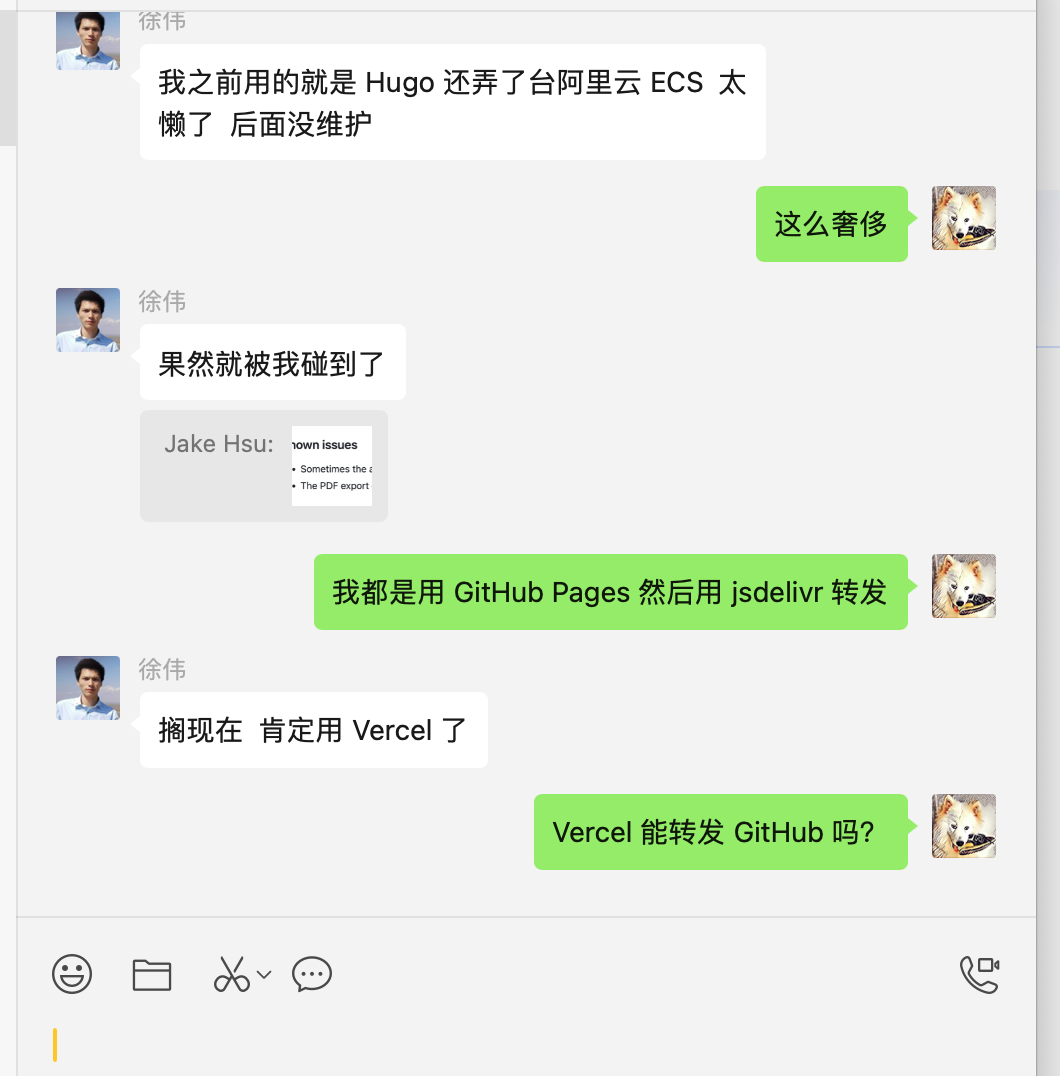 徐伟
我之前用的就是 Hugo 还弄了台阿里云 ECS  太
懒了  后面没维护
这么奢侈
徐伟
果然就被我碰到了
Jake Hsu:
nown issues
• Sometimes the a
• The PDF export
我都是用 GitHub Pages 然后用 jsdelivr 转发
徐伟
搁现在  肯定用 Vercel 了
Vercel 能转发 GitHub 吗?